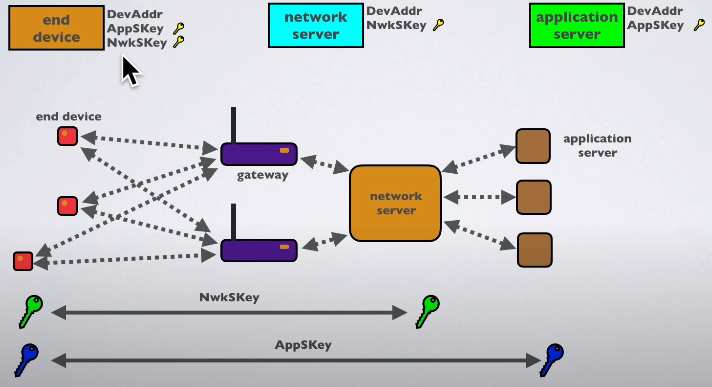 end
device
DevAddr
AppSKey
NwkSKey
network
server
DevAddr
NwkSKey
application
server
DevAddr
AppSKey
end device
gateway
network
server
application
server
NwkSKey
AppSKey